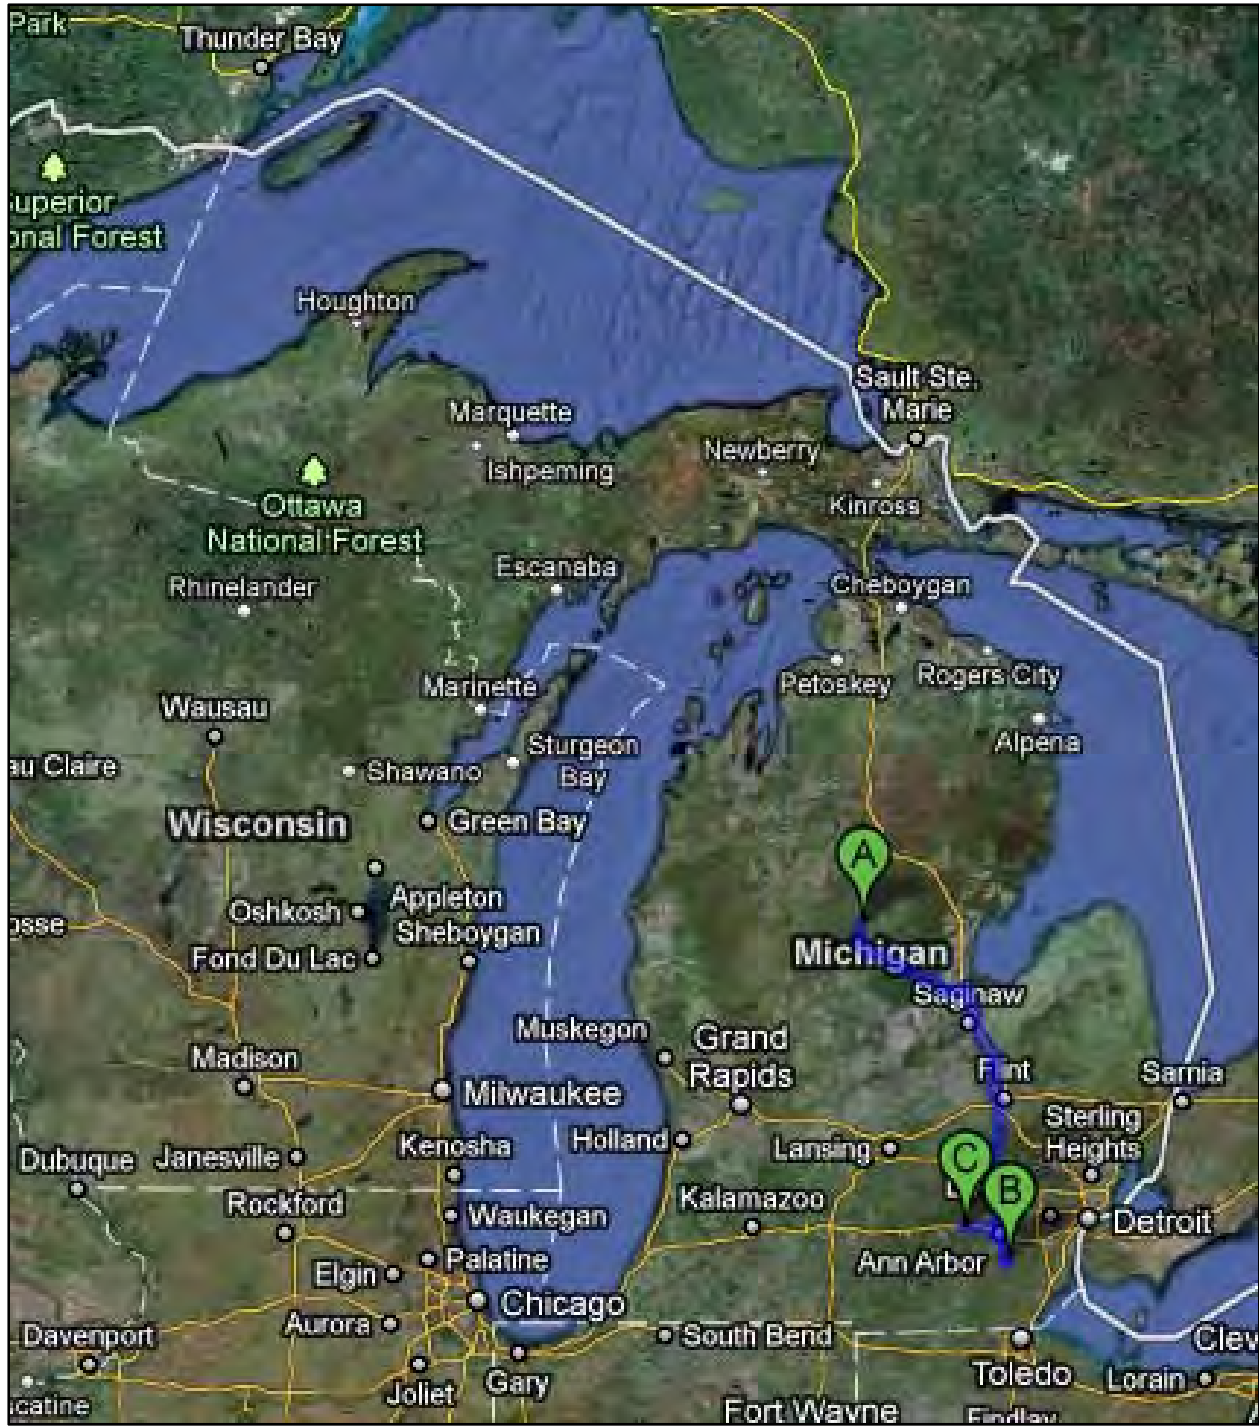 Park
Thunder Bay
uperior
onal Forest
Houghton
Sault Ste.
Marie
Marquette
Newberry
Ishpeming
Kinross
Ottawa
National Forest
Escanaba
Rhinelander
Cheboygan
Petoskey
Rogers City
Marinette
Wausau
Sturgeon
Bay
Alpena
au Claire
Shawano
Wisconsin
Green Bay
A
Appleton
Oshkosh
osse
Sheboygan
Fond Du Lac
Michigan
Saginaw
Muskegon
Grand
Rapids
Madison
Flint
Sarnia
Milwaukee
Sterling
Heights
Holland
Lansing
Kenosha
Dubuque
Janesville
C
B
Rockford
Kalamazoo
Waukegan
Detroit
Palatine
Ann Arbor
Elgin
Chicago
Aurora
Davenport
South Bend
Clev
Toledo
Lorain
Joliet
Gary
catine
Fort Wayne
Findlay